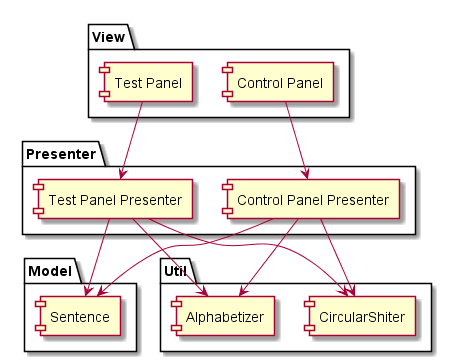 View
Test Panel
Control Panel
Presenter
Test Panel Presenter
Control Panel Presenter
Model
Util
Sentence
Alphabetizer
CircularShiter